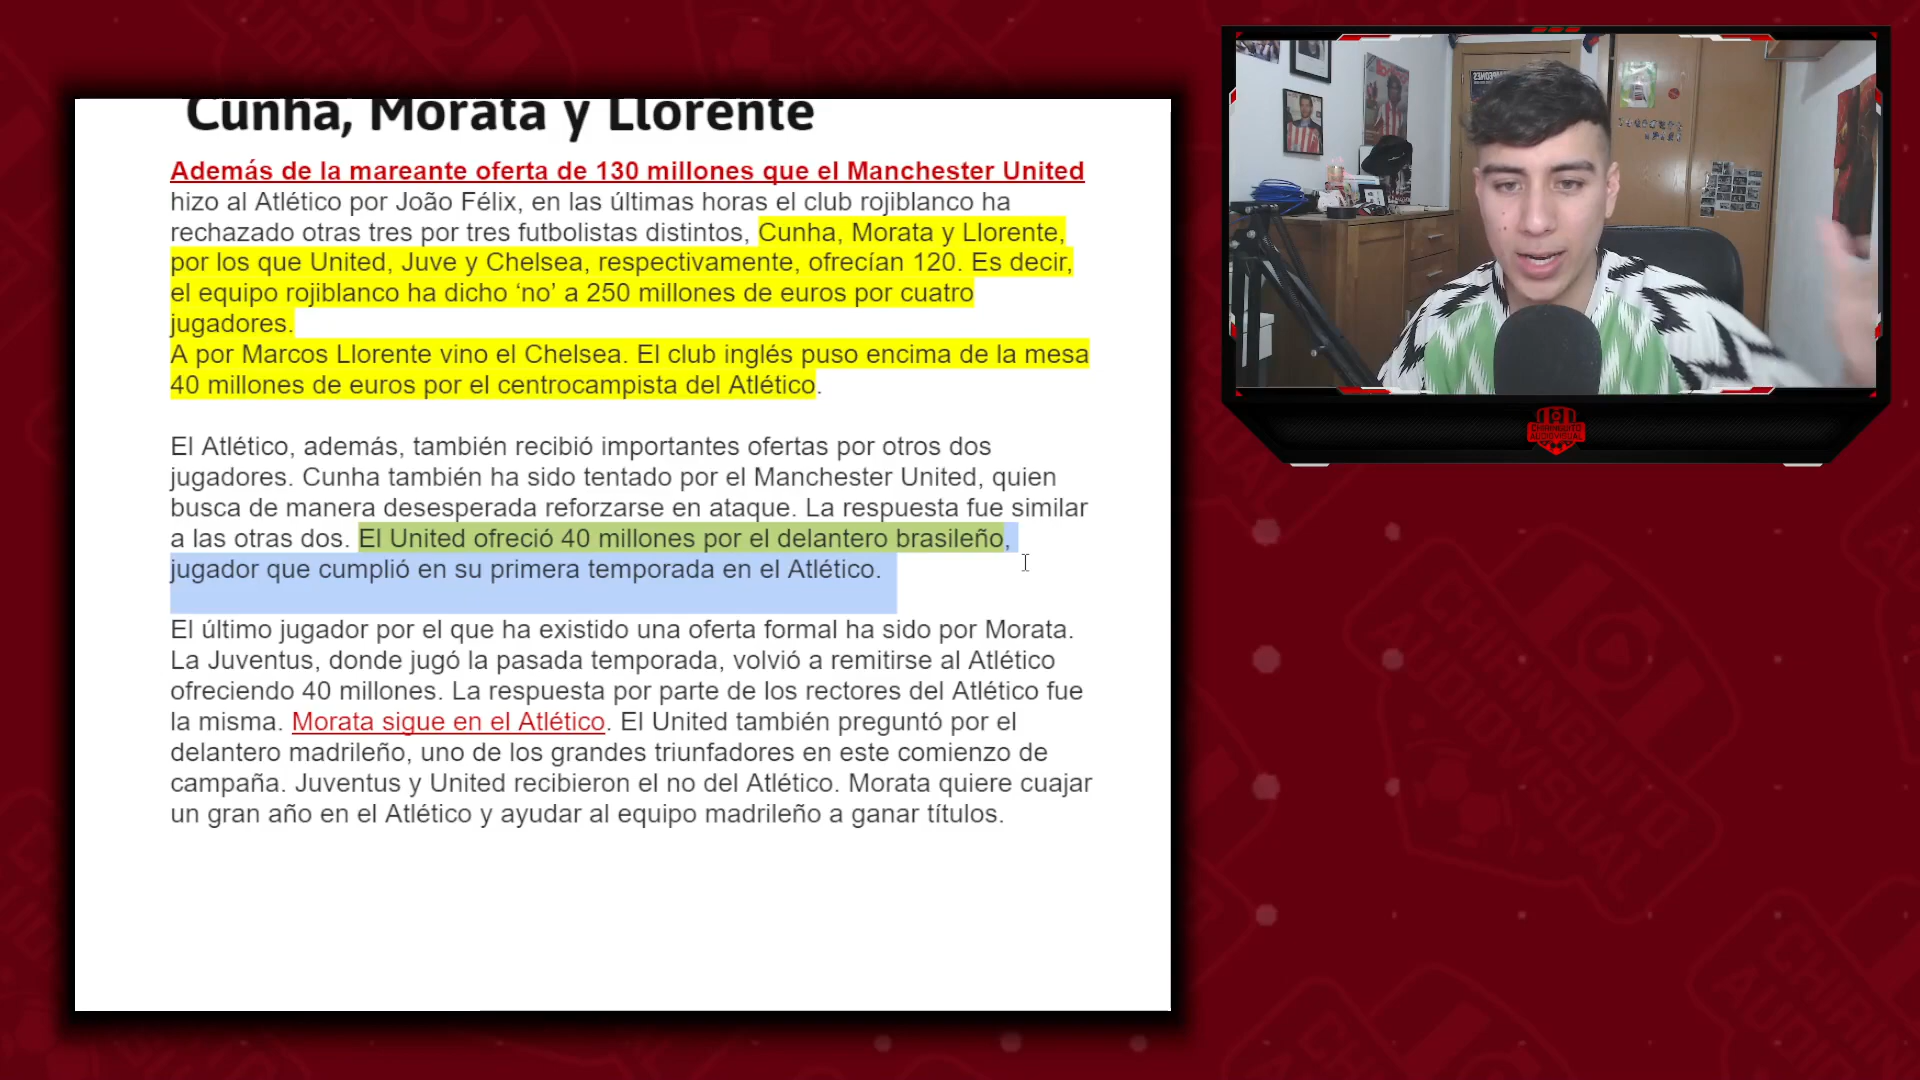 Cunha, Morata y Llorente
Además de la mareante oferta de 130 millones que el Manchester United
hizo al Atlético por João Félix, en las últimas horas el club rojiblanco ha
rechazado otras tres por tres futbolistas distintos, Cunha, Morata y Llorente,
por los que United, Juve y Chelsea, respectivamente, ofrecían 120. Es decir,
el equipo rojiblanco ha dicho ‘no’ a 250 millones de euros por cuatro
jugadores.
A por Marcos Llorente vino el Chelsea. El club inglés puso encima de la mesa
40 millones de euros por el centrocampista del Atlético.
El Atlético, además, también recibió importantes ofertas por otros dos
jugadores. Cunha también ha sido tentado por el Manchester United, quien
busca de manera desesperada reforzarse en ataque. La respuesta fue similar
a las otras dos. El United ofreció 40 millones por el delantero brasileño,
jugador que cumplió en su primera temporada en el Atlético.
El último jugador por el que ha existido una oferta formal ha sido por Morata.
La Juventus, donde jugó la pasada temporada, volvió a remitirse al Atlético
ofreciendo 40 millones. La respuesta por parte de los rectores del Atlético fue
la misma. Morata sigue en el Atlético. El United también preguntó por el
delantero madrileño, uno de los grandes triunfadores en este comienzo de
campaña. Juventus y United recibieron el no del Atlético. Morata quiere cuajar
un gran año en el Atlético y ayudar al equipo madrileño a ganar títulos.
CHIRINGUITO
AUDIOVISUAL
CHIRINGUITO
AUDIOVISUAL